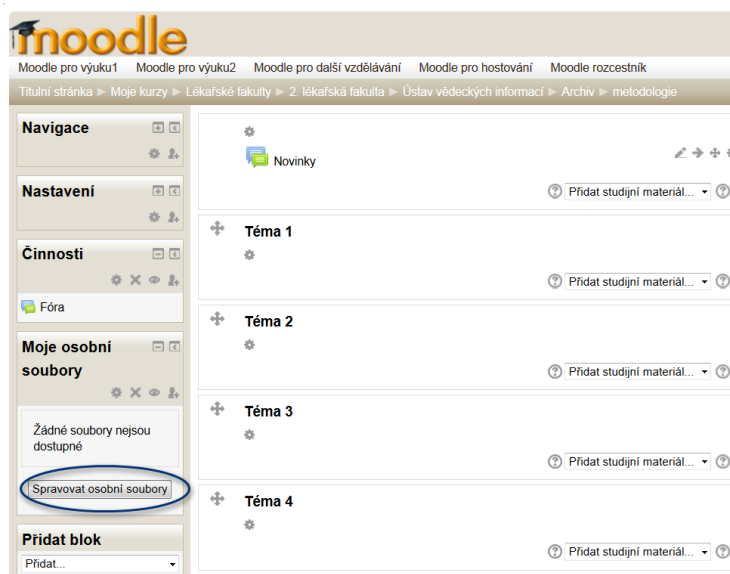 moodle
Moodle pro výuku1 Moodle pro výuku2 Moodle pro další vzdělávání Moodle pro hostování Moodle rozcestník
Titulní stránka ► Moje kurzy ► Lékařské fakulty ► 2. lékařská fakulta ► Ústav vědeckých informací ► Archiv ► metodologie
Navigace
Nastavení
Činnosti
Fóra
Moje osobní
soubory
Žádné soubory nejsou
dostupné
Spravovat osobní soubory
Přidat blok
Přidat...
Novinky
Přidat studijní materiál...
Téma 1
Přidat studijní materiál...
Téma 2
Přidat studijní materiál...
Téma 3
Přidat studijní materiál...
Téma 4
Přidat studijní materiál...